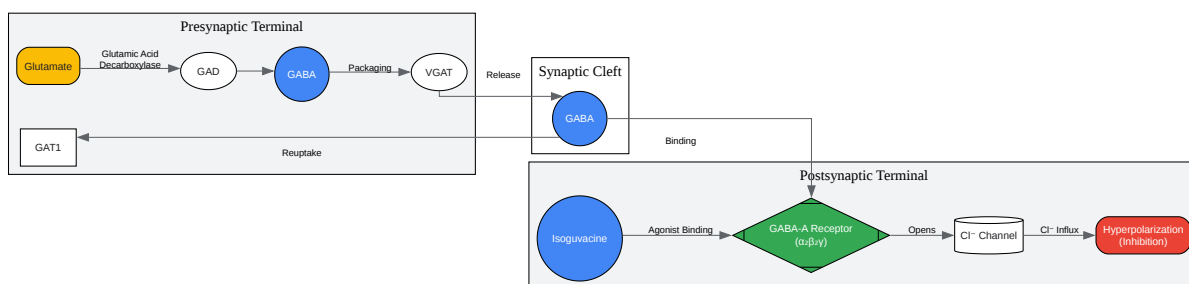 Presynaptic Terminal
Glutamate
Glutamic Acid
Decarboxylase
GAD
GABA
Packaging
VGAT
Release
Synaptic Cleft
GABA
GAT1
Reuptake
Binding
Postsynaptic Terminal
Isoguvacine
Agonist Binding
GABA-A Receptor
(α₂β₂γ)
Opens
Cl⁻ Channel
Cl⁻ Influx
Hyperpolarization
(Inhibition)